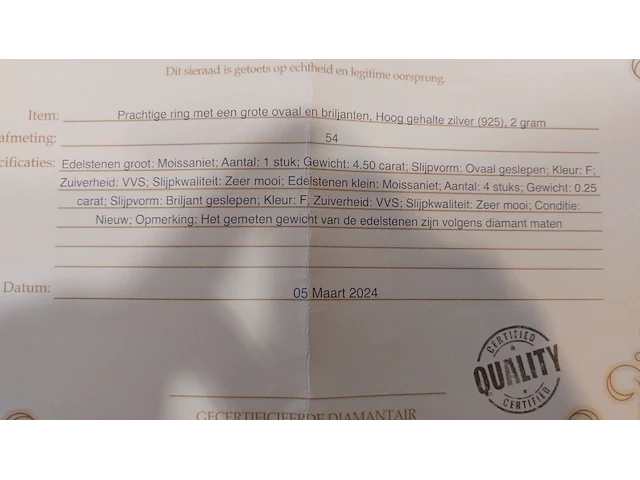 Dit sieraad is getoets op echtheid en legitime oorsprong.
Item: Prachtige ring met een grote ovaal en briljanten, Hoog gehalte zilver (925), 2 gram
afmeting: 54
cificaties: Edelstenen groot: Moissaniet; Aantal: 1 stuk; Gewicht: 4.50 carat; Slijpvorm: Ovaal geslepen; Kleur: F;
Zuiverheid: VVS; Slijpkwaliteit: Zeer mooi; Edelstenen klein: Moissaniet; Aantal: 4 stuks; Gewicht: 0.25
carat; Slijpvorm: Briljant geslepen; Kleur: F; Zuiverheid: VVS; Slijpkwaliteit: Zeer mooi; Conditie:
Nieuw; Opmerking: Het gemeten gewicht van de edelstenen zijn volgens diamant maten
Datum: 05 Maart 2024
CERTIFIED
QUALITY
CERTIFIED
GECERTIFICIEERDE DIAMANTAIR